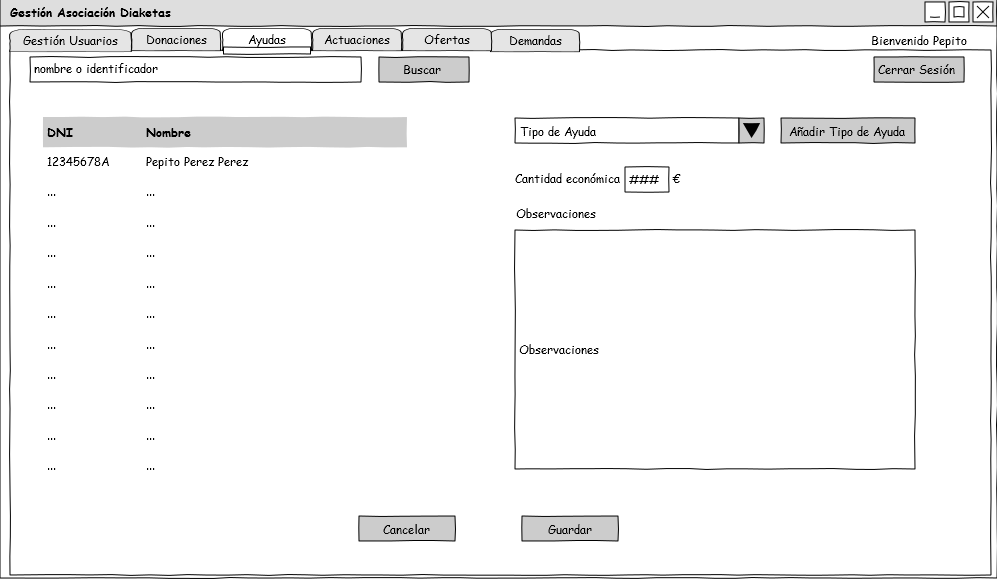 Gestión Asociación Diaketas
Gestión Usuarios Donaciones Ayudas Actuaciones Ofertas Demandas Bienvenido Pepito
nombre o identificador Buscar Cerrar Sesión
DNI Nombre Tipo de Ayuda Añadir Tipo de Ayuda
12345678A Pepito Perez Perez
Cantidad económica ### €
... ...
Observaciones
... ...
... ...
... ...
... ...
... ...
Observaciones
... ...
... ...
... ...
... ...
Cancelar Guardar